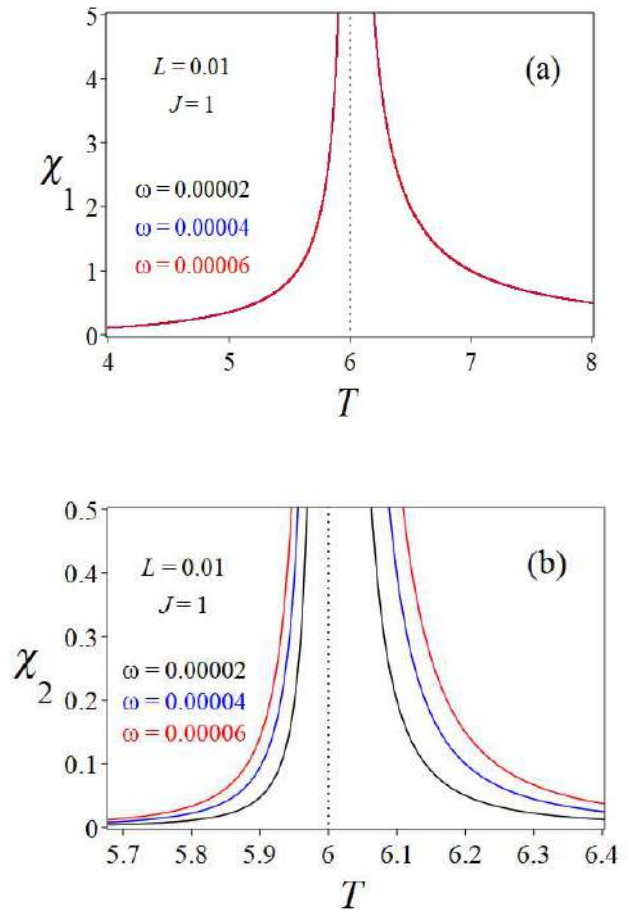 5
4
3
2
1
0
χ₁
L = 0.01
J = 1
(a)
ω = 0.00002
ω = 0.00004
ω = 0.00006
4 5 6 7 8
T
0.5
0.4
0.3
0.2
0.1
0
χ₂
L = 0.01
J = 1
(b)
ω = 0.00002
ω = 0.00004
ω = 0.00006
5.7 5.8 5.9 6 6.1 6.2 6.3 6.4
T